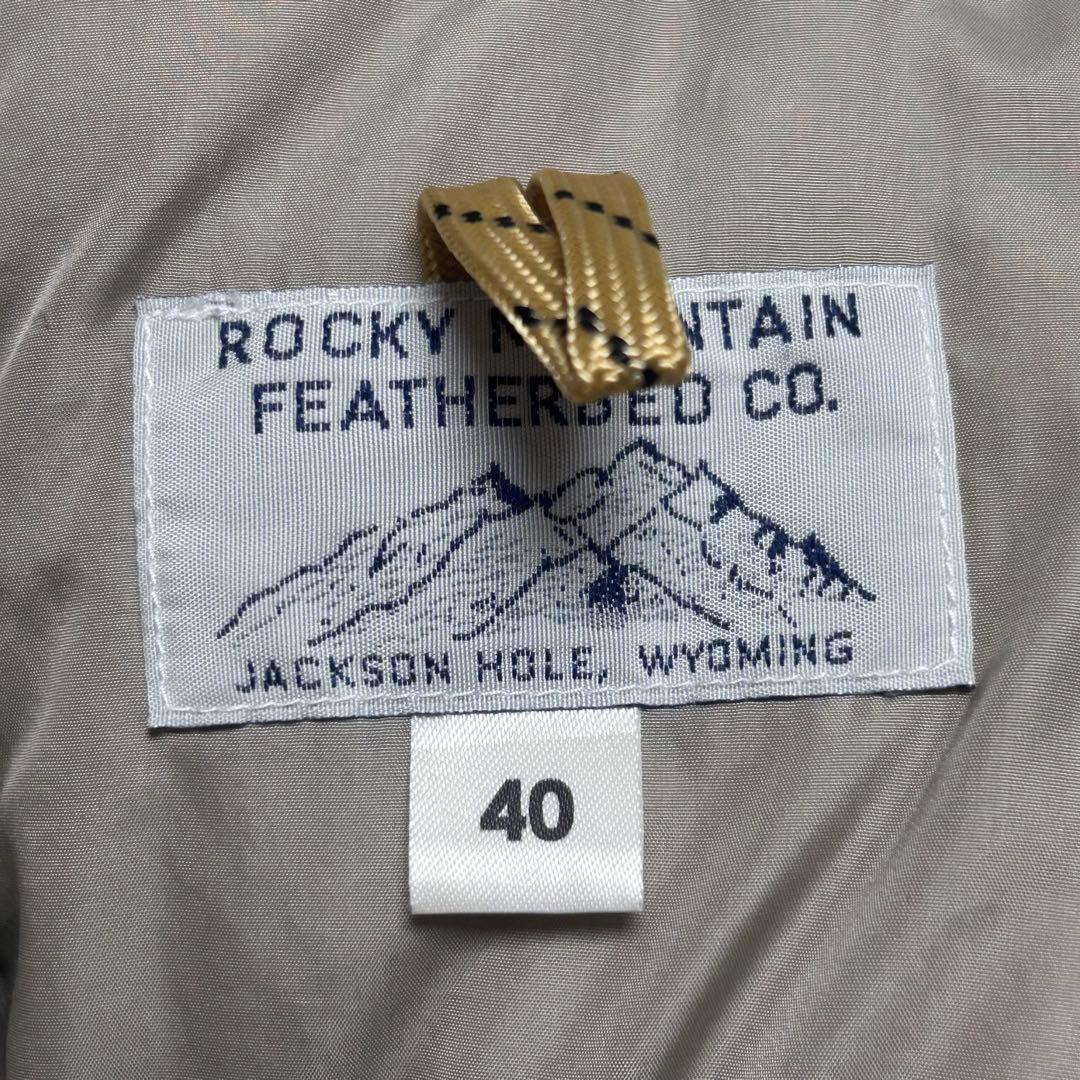 ROCKY MOUNTAIN
FEATHERBED CO.
JACKSON HOLE, WYOMING
40